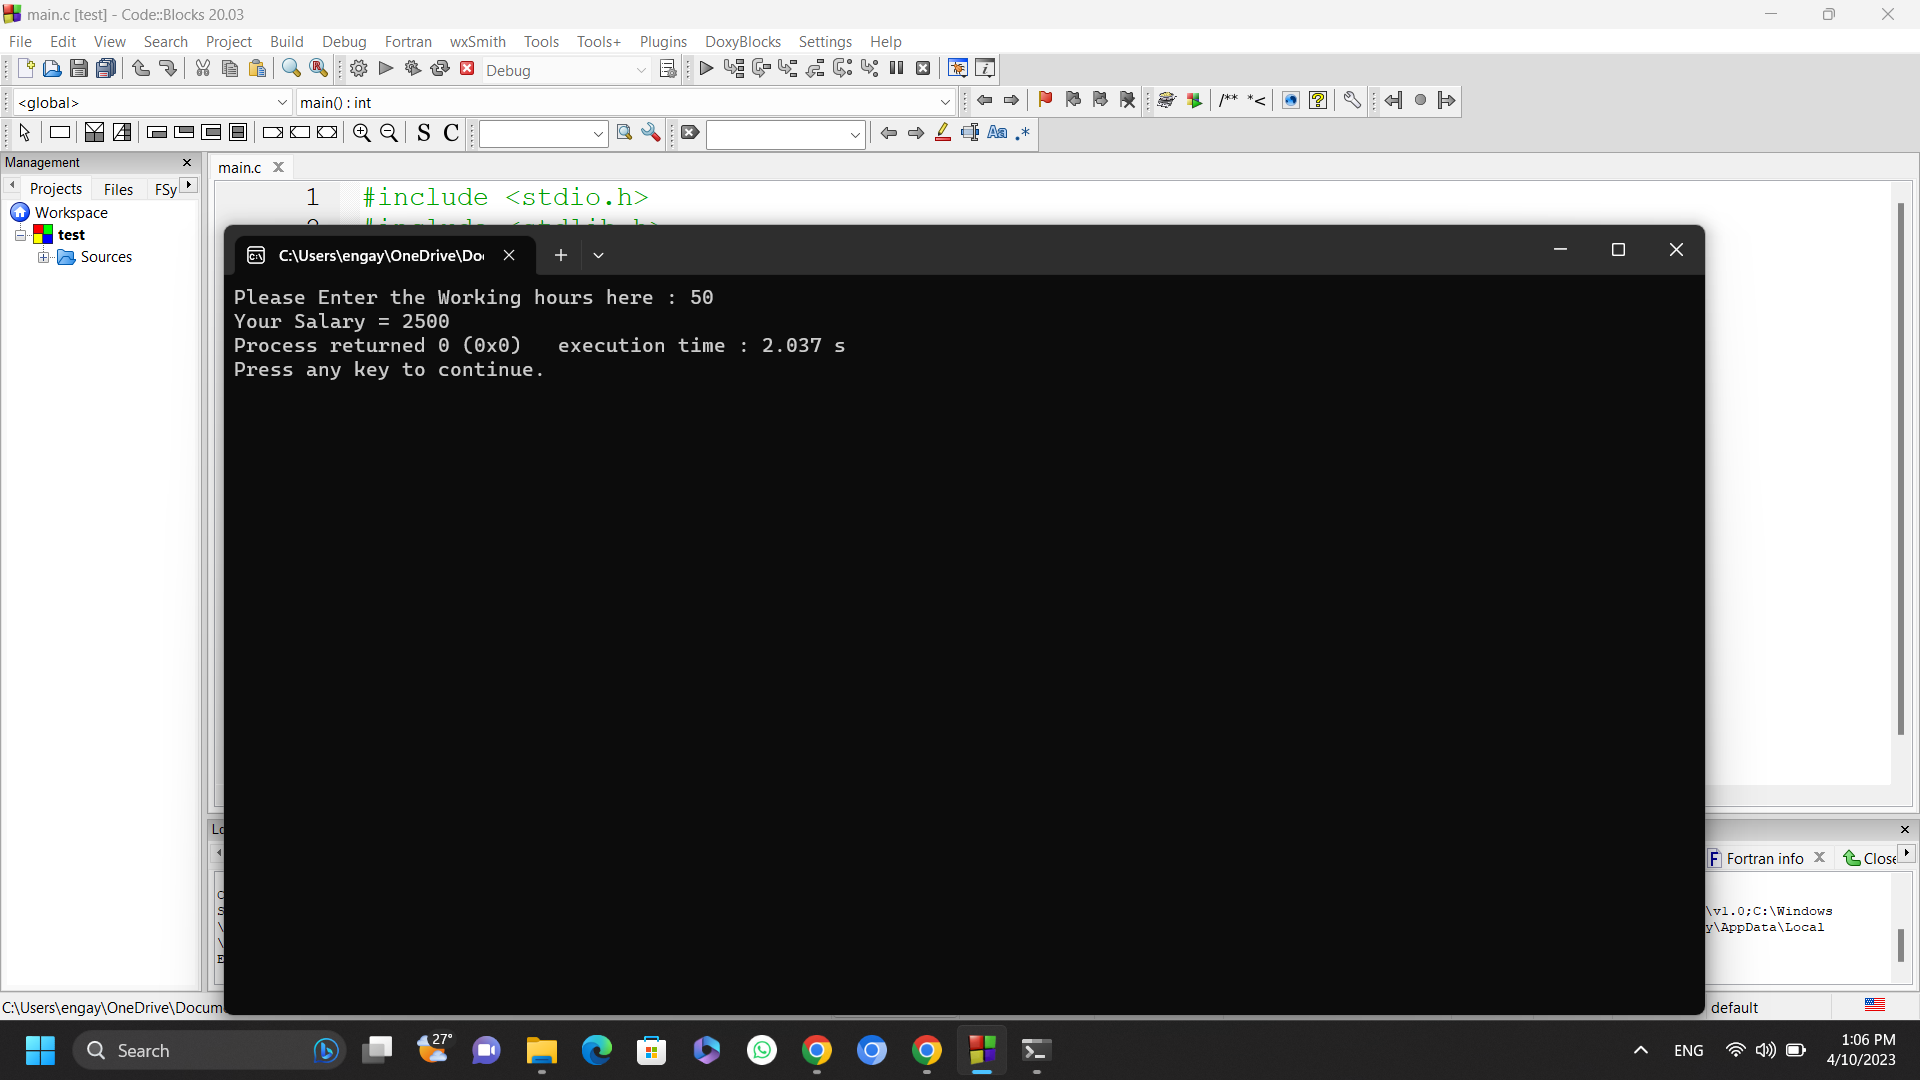 main.c [test] - Code::Blocks 20.03
File Edit View Search Project Build Debug Fortran wxSmith Tools Tools+ Plugins DoxyBlocks Settings Help
Debug
<global> main() : int
/** *<
S C Aa .*
Management
main.c
Projects Files FSy
1 #include <stdio.h>
Workspace
#include <stdlib.h>
test
Sources
C:\Users\engay\OneDrive\Do
Please Enter the Working hours here : 50
Your Salary = 2500
Process returned 0 (0x0)   execution time : 2.037 s
Press any key to continue.
Lo
F Fortran info Close
\v1.0;C:\Windows
y\AppData\Local
C:\Users\engay\OneDrive\Docum
default
Search
27°
ENG
1:06 PM
4/10/2023